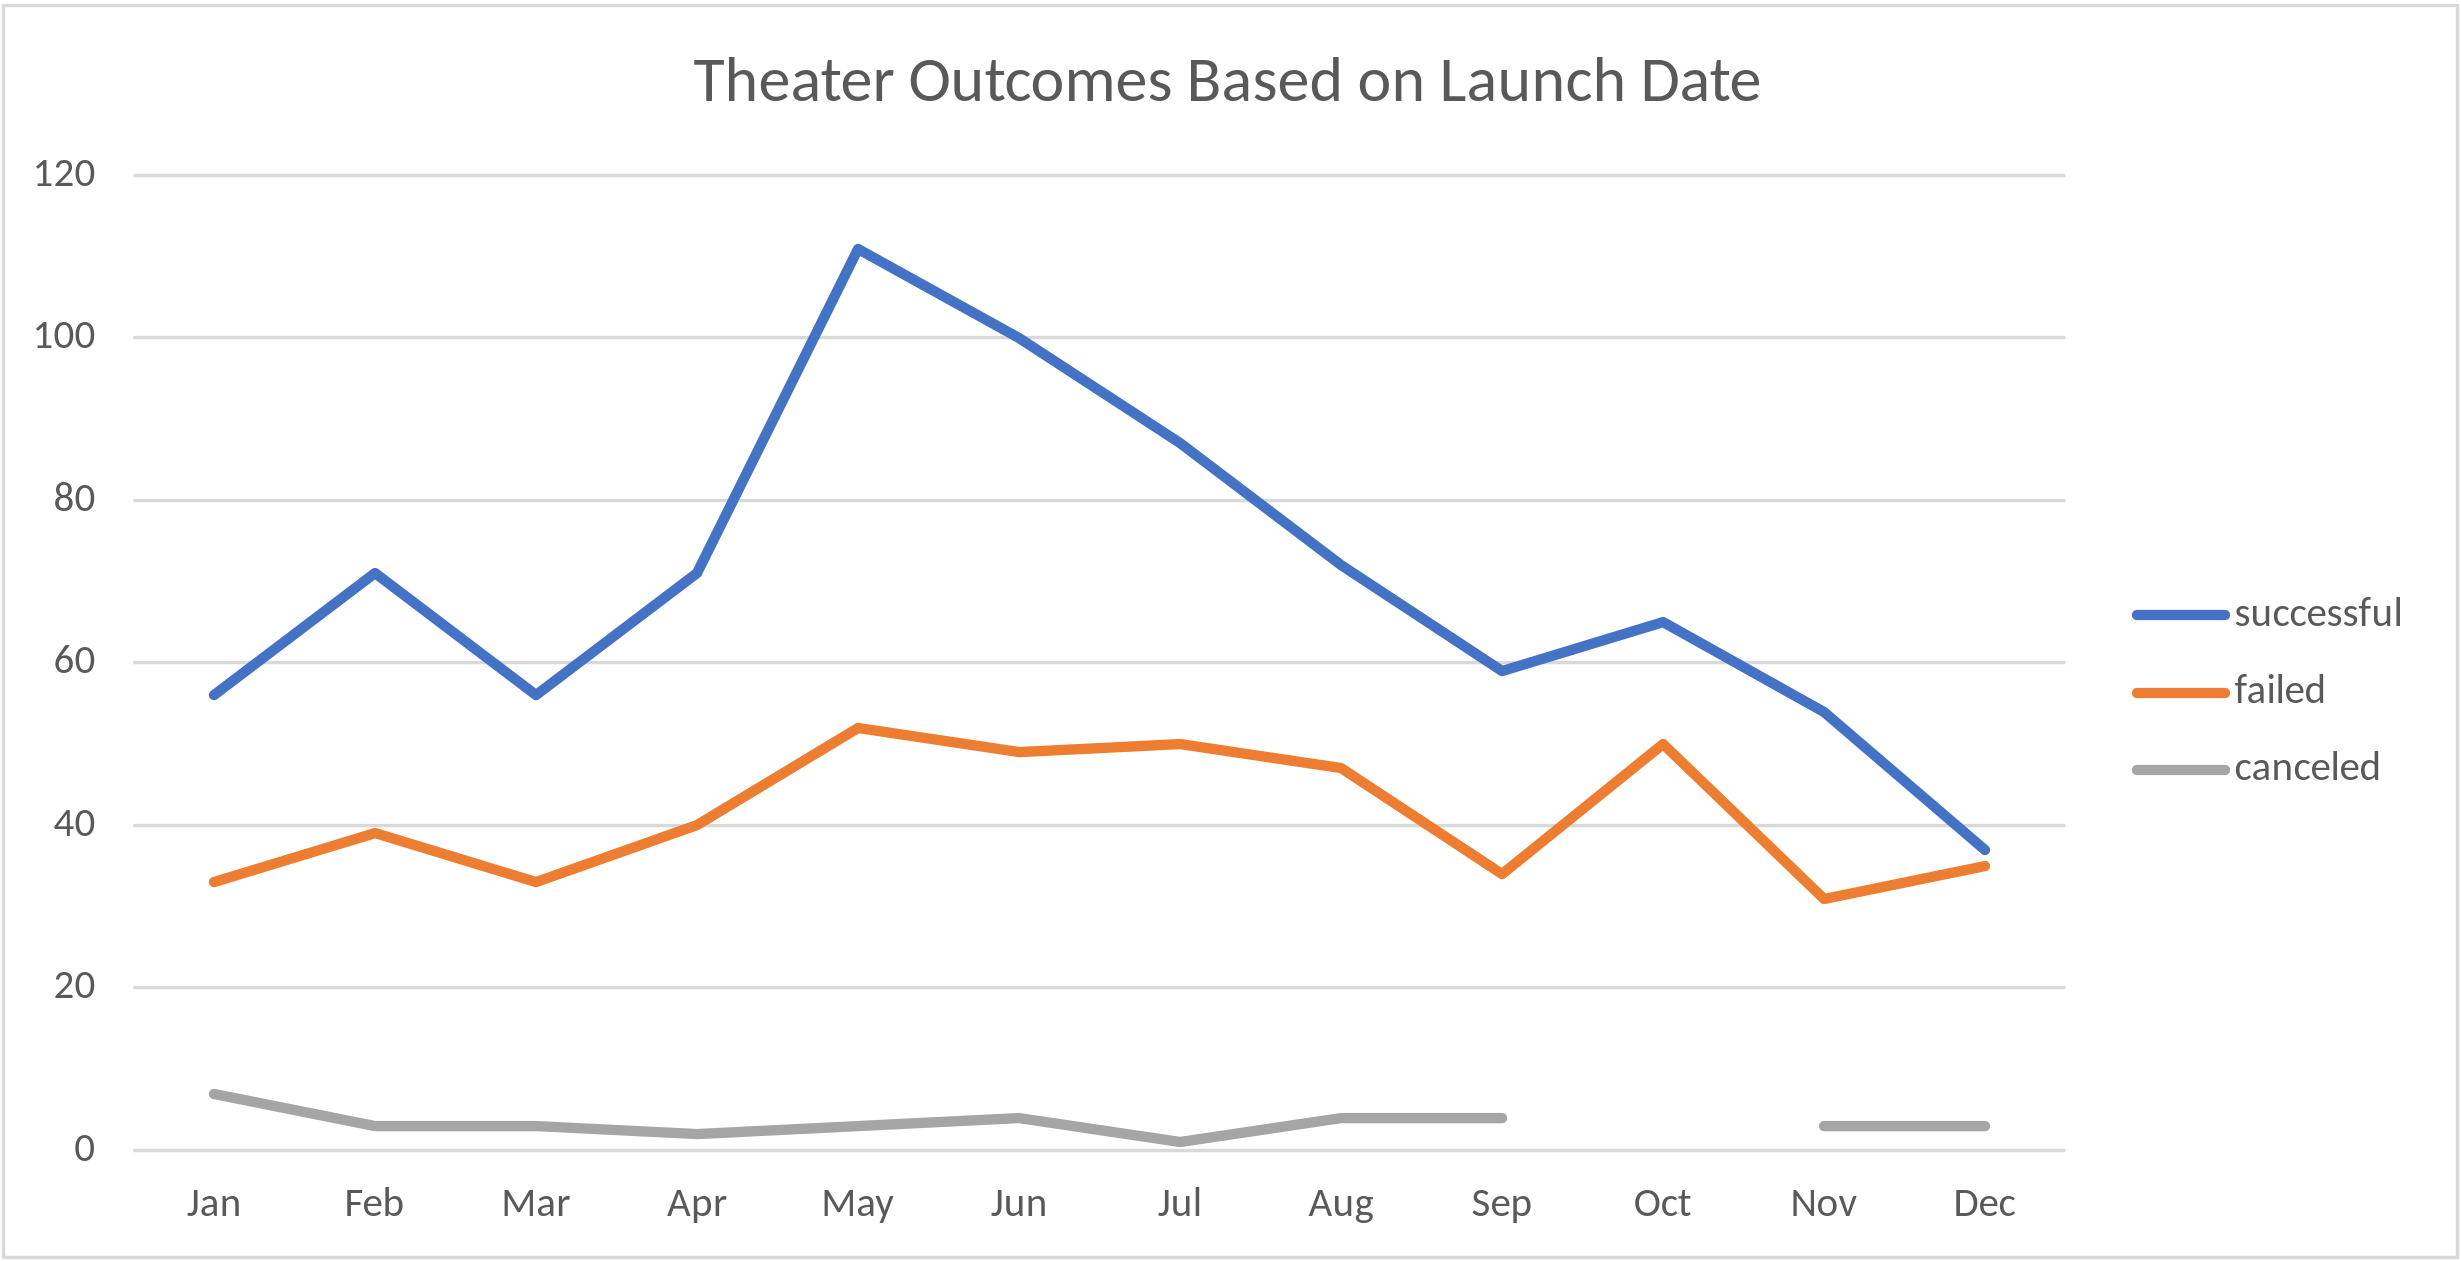 Theater Outcomes Based on Launch Date
120
100
80
60
40
20
0
Jan Feb Mar Apr May Jun Jul Aug Sep Oct Nov Dec
successful
failed
canceled